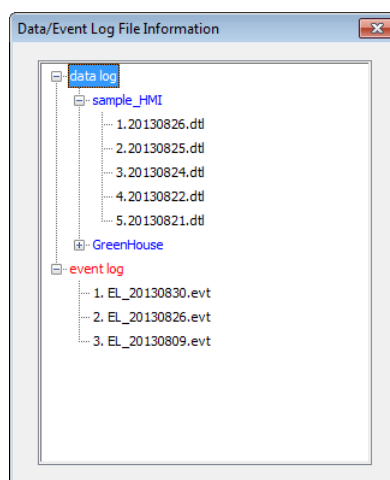 Data/Event Log File Information
data log
sample_HMI
1.20130826.dtl
2.20130825.dtl
3.20130824.dtl
4.20130822.dtl
5.20130821.dtl
GreenHouse
event log
1. EL_20130830.evt
2. EL_20130826.evt
3. EL_20130809.evt